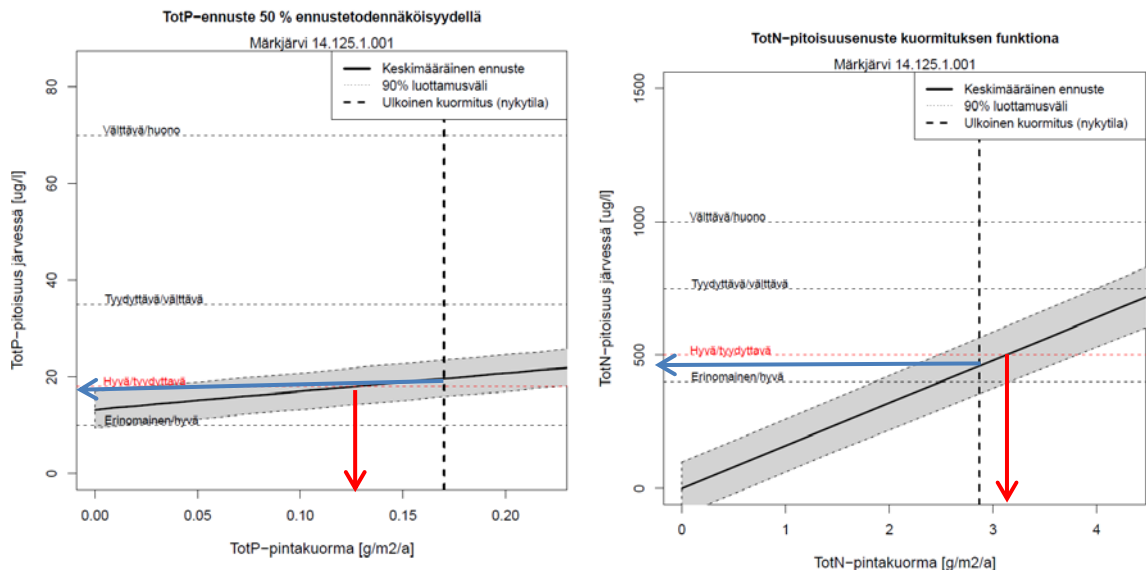 TotP−ennuste 50 % ennustetodennäköisyydellä
Märkjärvi 14.125.1.001
Keskimääräinen ennuste
90% luottamusväli
Ulkoinen kuormitus (nykytila)
Välttävä/huono
Tyydyttävä/välttävä
Hyvä/tyydyttävä
Erinomainen/hyvä
TotP−pitoisuus järvessä [ug/l]
80
60
40
20
0
0.00 0.05 0.10 0.15 0.20
TotP−pintakuorma [g/m2/a]
TotN−pitoisuusenuste kuormituksen funktiona
Märkjärvi 14.125.1.001
Keskimääräinen ennuste
90% luottamusväli
Ulkoinen kuormitus (nykytila)
Välttävä/huono
Tyydyttävä/välttävä
Hyvä/tyydyttävä
Erinomainen/hyvä
TotN−pitoisuus järvessä [ug/l]
1500
1000
500
0
0 1 2 3 4
TotN−pintakuorma [g/m2/a]